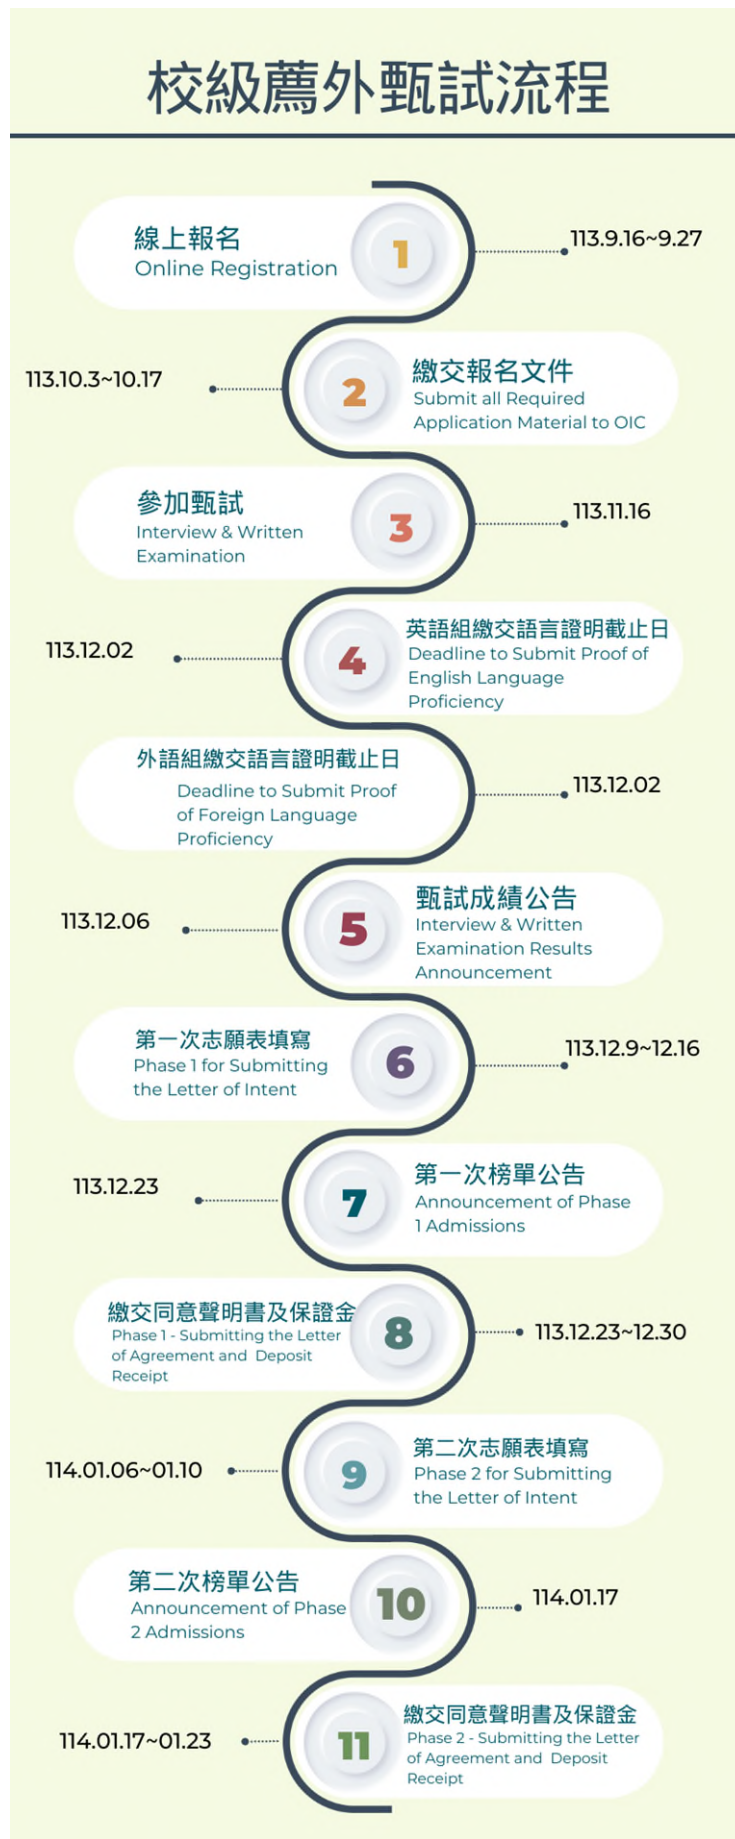 校級薦外甄試流程
線上報名
Online Registration
1
113.9.16~9.27
113.10.3~10.17
2
繳交報名文件
Submit all Required
Application Material to OIC
參加甄試
Interview & Written
Examination
3
113.11.16
113.12.02
4
英語組繳交語言證明截止日
Deadline to Submit Proof of
English Language
Proficiency
外語組繳交語言證明截止日
Deadline to Submit Proof
of Foreign Language
Proficiency
113.12.02
113.12.06
5
甄試成績公告
Interview & Written
Examination Results
Announcement
第一次志願表填寫
Phase 1 for Submitting
the Letter of Intent
6
113.12.9~12.16
113.12.23
7
第一次榜單公告
Announcement of Phase
1 Admissions
繳交同意聲明書及保證金
Phase 1 - Submitting the Letter
of Agreement and Deposit
Receipt
8
113.12.23~12.30
114.01.06~01.10
9
第二次志願表填寫
Phase 2 for Submitting
the Letter of Intent
第二次榜單公告
Announcement of Phase
2 Admissions
10
114.01.17
114.01.17~01.23
11
繳交同意聲明書及保證金
Phase 2 - Submitting the Letter
of Agreement and Deposit
Receipt